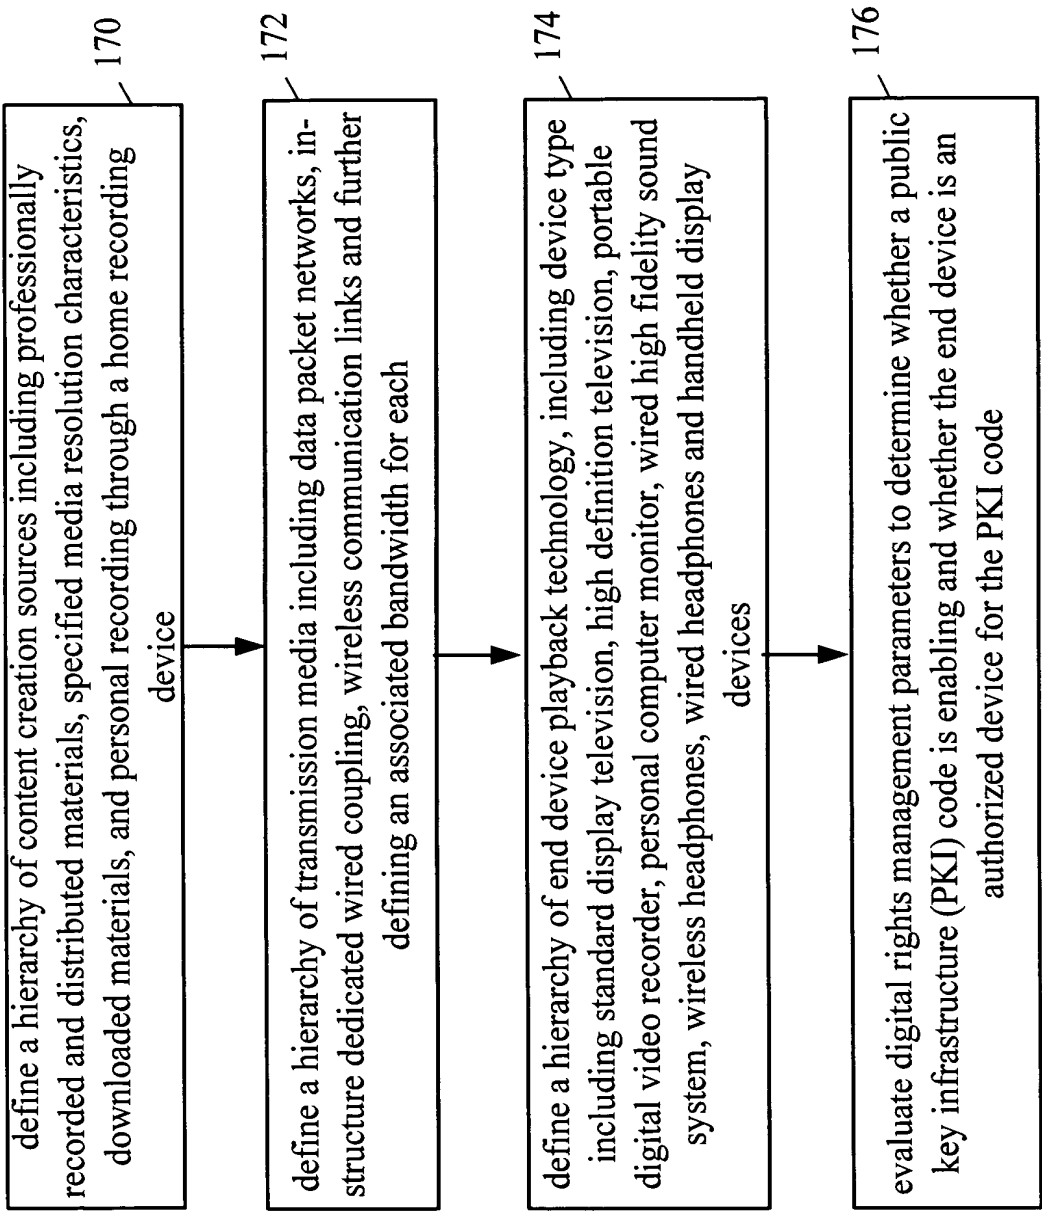 170
define a hierarchy of content creation sources including professionally
recorded and distributed materials, specified media resolution characteristics,
downloaded materials, and personal recording through a home recording
device
172
define a hierarchy of transmission media including data packet networks, in-
structure dedicated wired coupling, wireless communication links and further
defining an associated bandwidth for each
174
define a hierarchy of end device playback technology, including device type
including standard display television, high definition television, portable
digital video recorder, personal computer monitor, wired high fidelity sound
system, wireless headphones, wired headphones and handheld display
devices
176
evaluate digital rights management parameters to determine whether a public
key infrastructure (PKI) code is enabling and whether the end device is an
authorized device for the PKI code